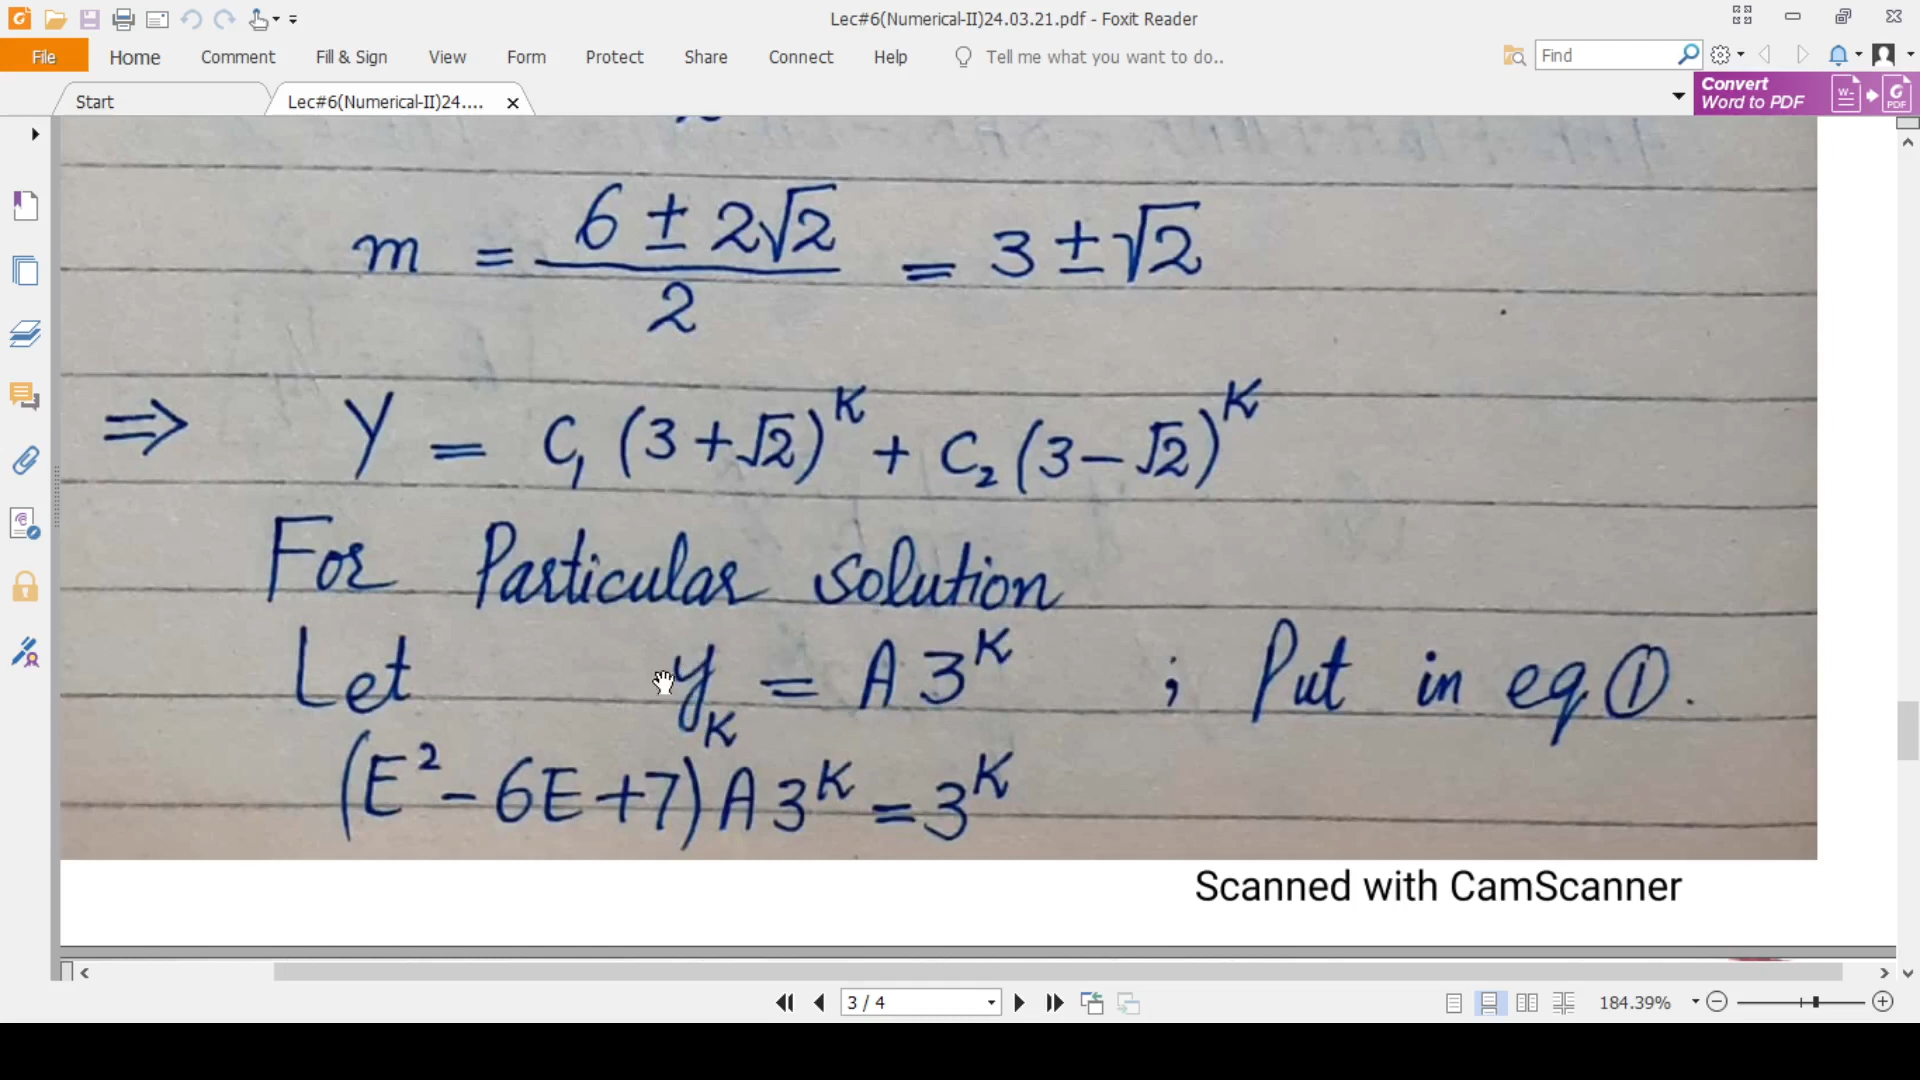 Lec#6(Numerical-II)24.03.21.pdf - Foxit Reader
File Home Comment Fill & Sign View Form Protect Share Connect Help Tell me what you want to do.. Find
Start Lec#6(Numerical-II)24.... Convert Word to PDF
m = (6 ± 2√2)/2 = 3 ± √2
⇒ Y = C₁ (3 + √2)^K + C₂ (3 − √2)^K
For Particular solution
Let y_K = A 3^K ; Put in eq ①.
(E² − 6E + 7) A 3^K = 3^K
Scanned with CamScanner
3 / 4 184.39%